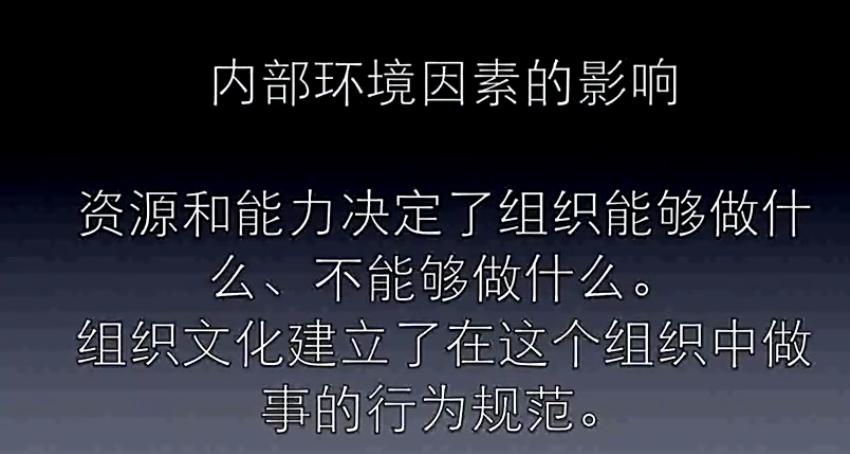 内部环境因素的影响
资源和能力决定了组织能够做什
么、不能够做什么。
组织文化建立了在这个组织中做
事的行为规范。